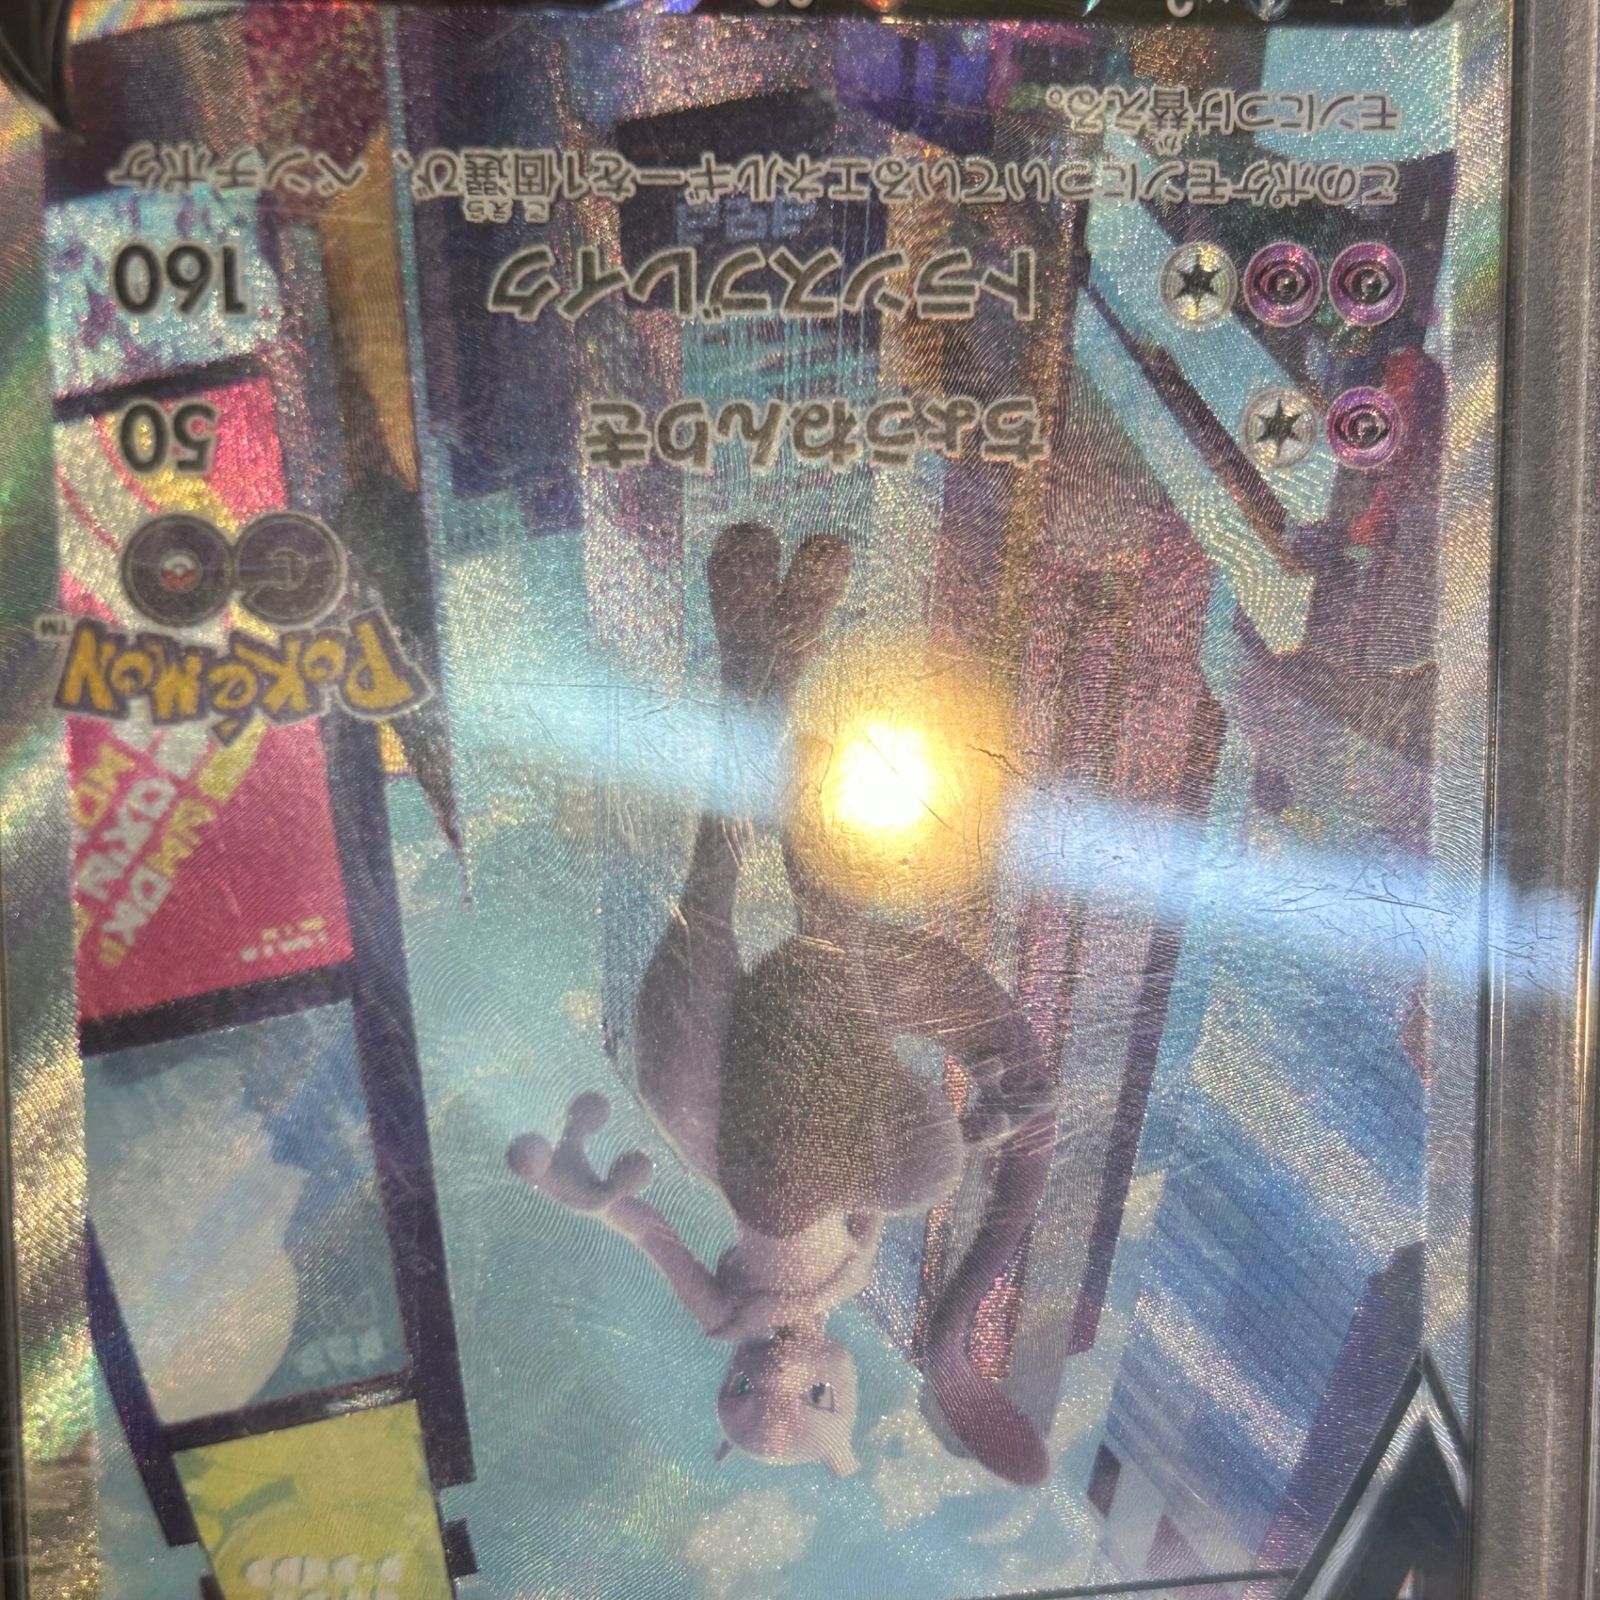 POKéMON™
GO
ちょうねんりき 50
トランスブレイク 160
このポケモンについているエネルギーを1個選び、ベンチポケ
モンにつけ替える。